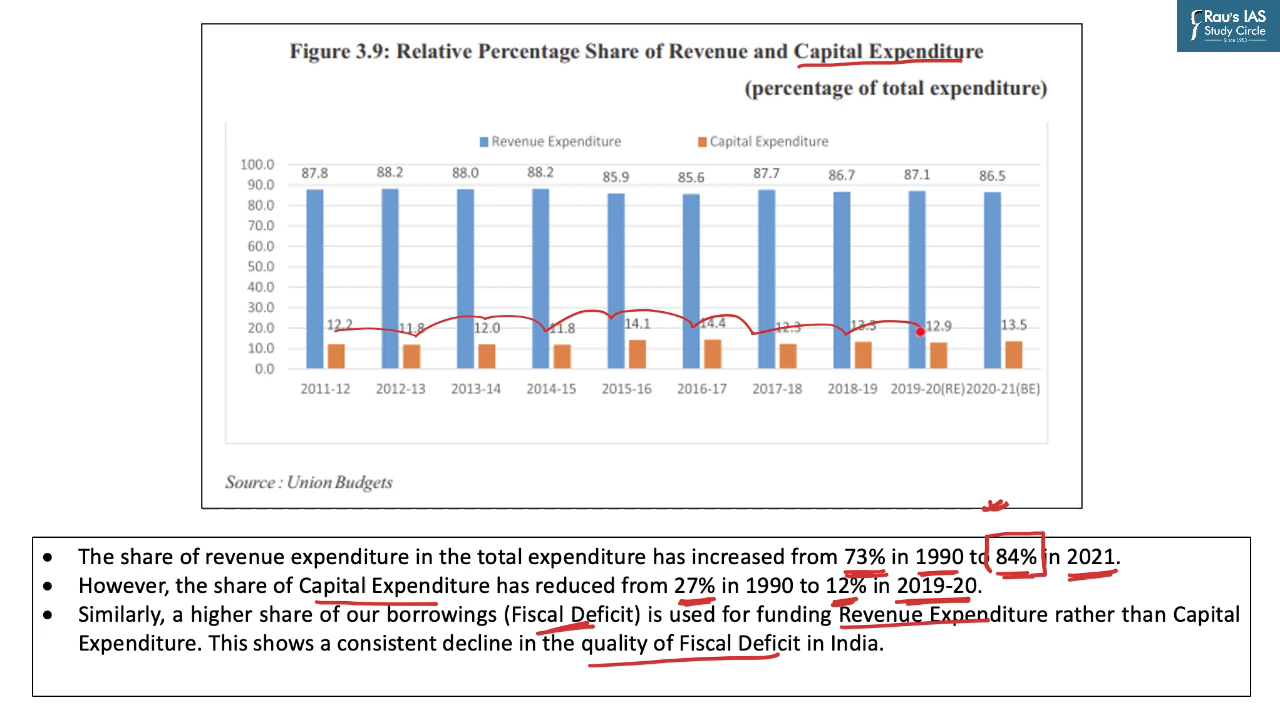 Rau's IAS
Study Circle
Since 1953
Figure 3.9: Relative Percentage Share of Revenue and Capital Expenditure
(percentage of total expenditure)
Revenue Expenditure Capital Expenditure
100.0
90.0
80.0
70.0
60.0
50.0
40.0
30.0
20.0
10.0
0.0
87.8 88.2 88.0 88.2 85.9 85.6 87.7 86.7 87.1 86.5
12.2 11.8 12.0 11.8 14.1 14.4 12.3 13.3 12.9 13.5
2011-12 2012-13 2013-14 2014-15 2015-16 2016-17 2017-18 2018-19 2019-20(RE) 2020-21(BE)
Source : Union Budgets
• The share of revenue expenditure in the total expenditure has increased from 73% in 1990 to 84% in 2021.
• However, the share of Capital Expenditure has reduced from 27% in 1990 to 12% in 2019-20.
• Similarly, a higher share of our borrowings (Fiscal Deficit) is used for funding Revenue Expenditure rather than Capital
Expenditure. This shows a consistent decline in the quality of Fiscal Deficit in India.